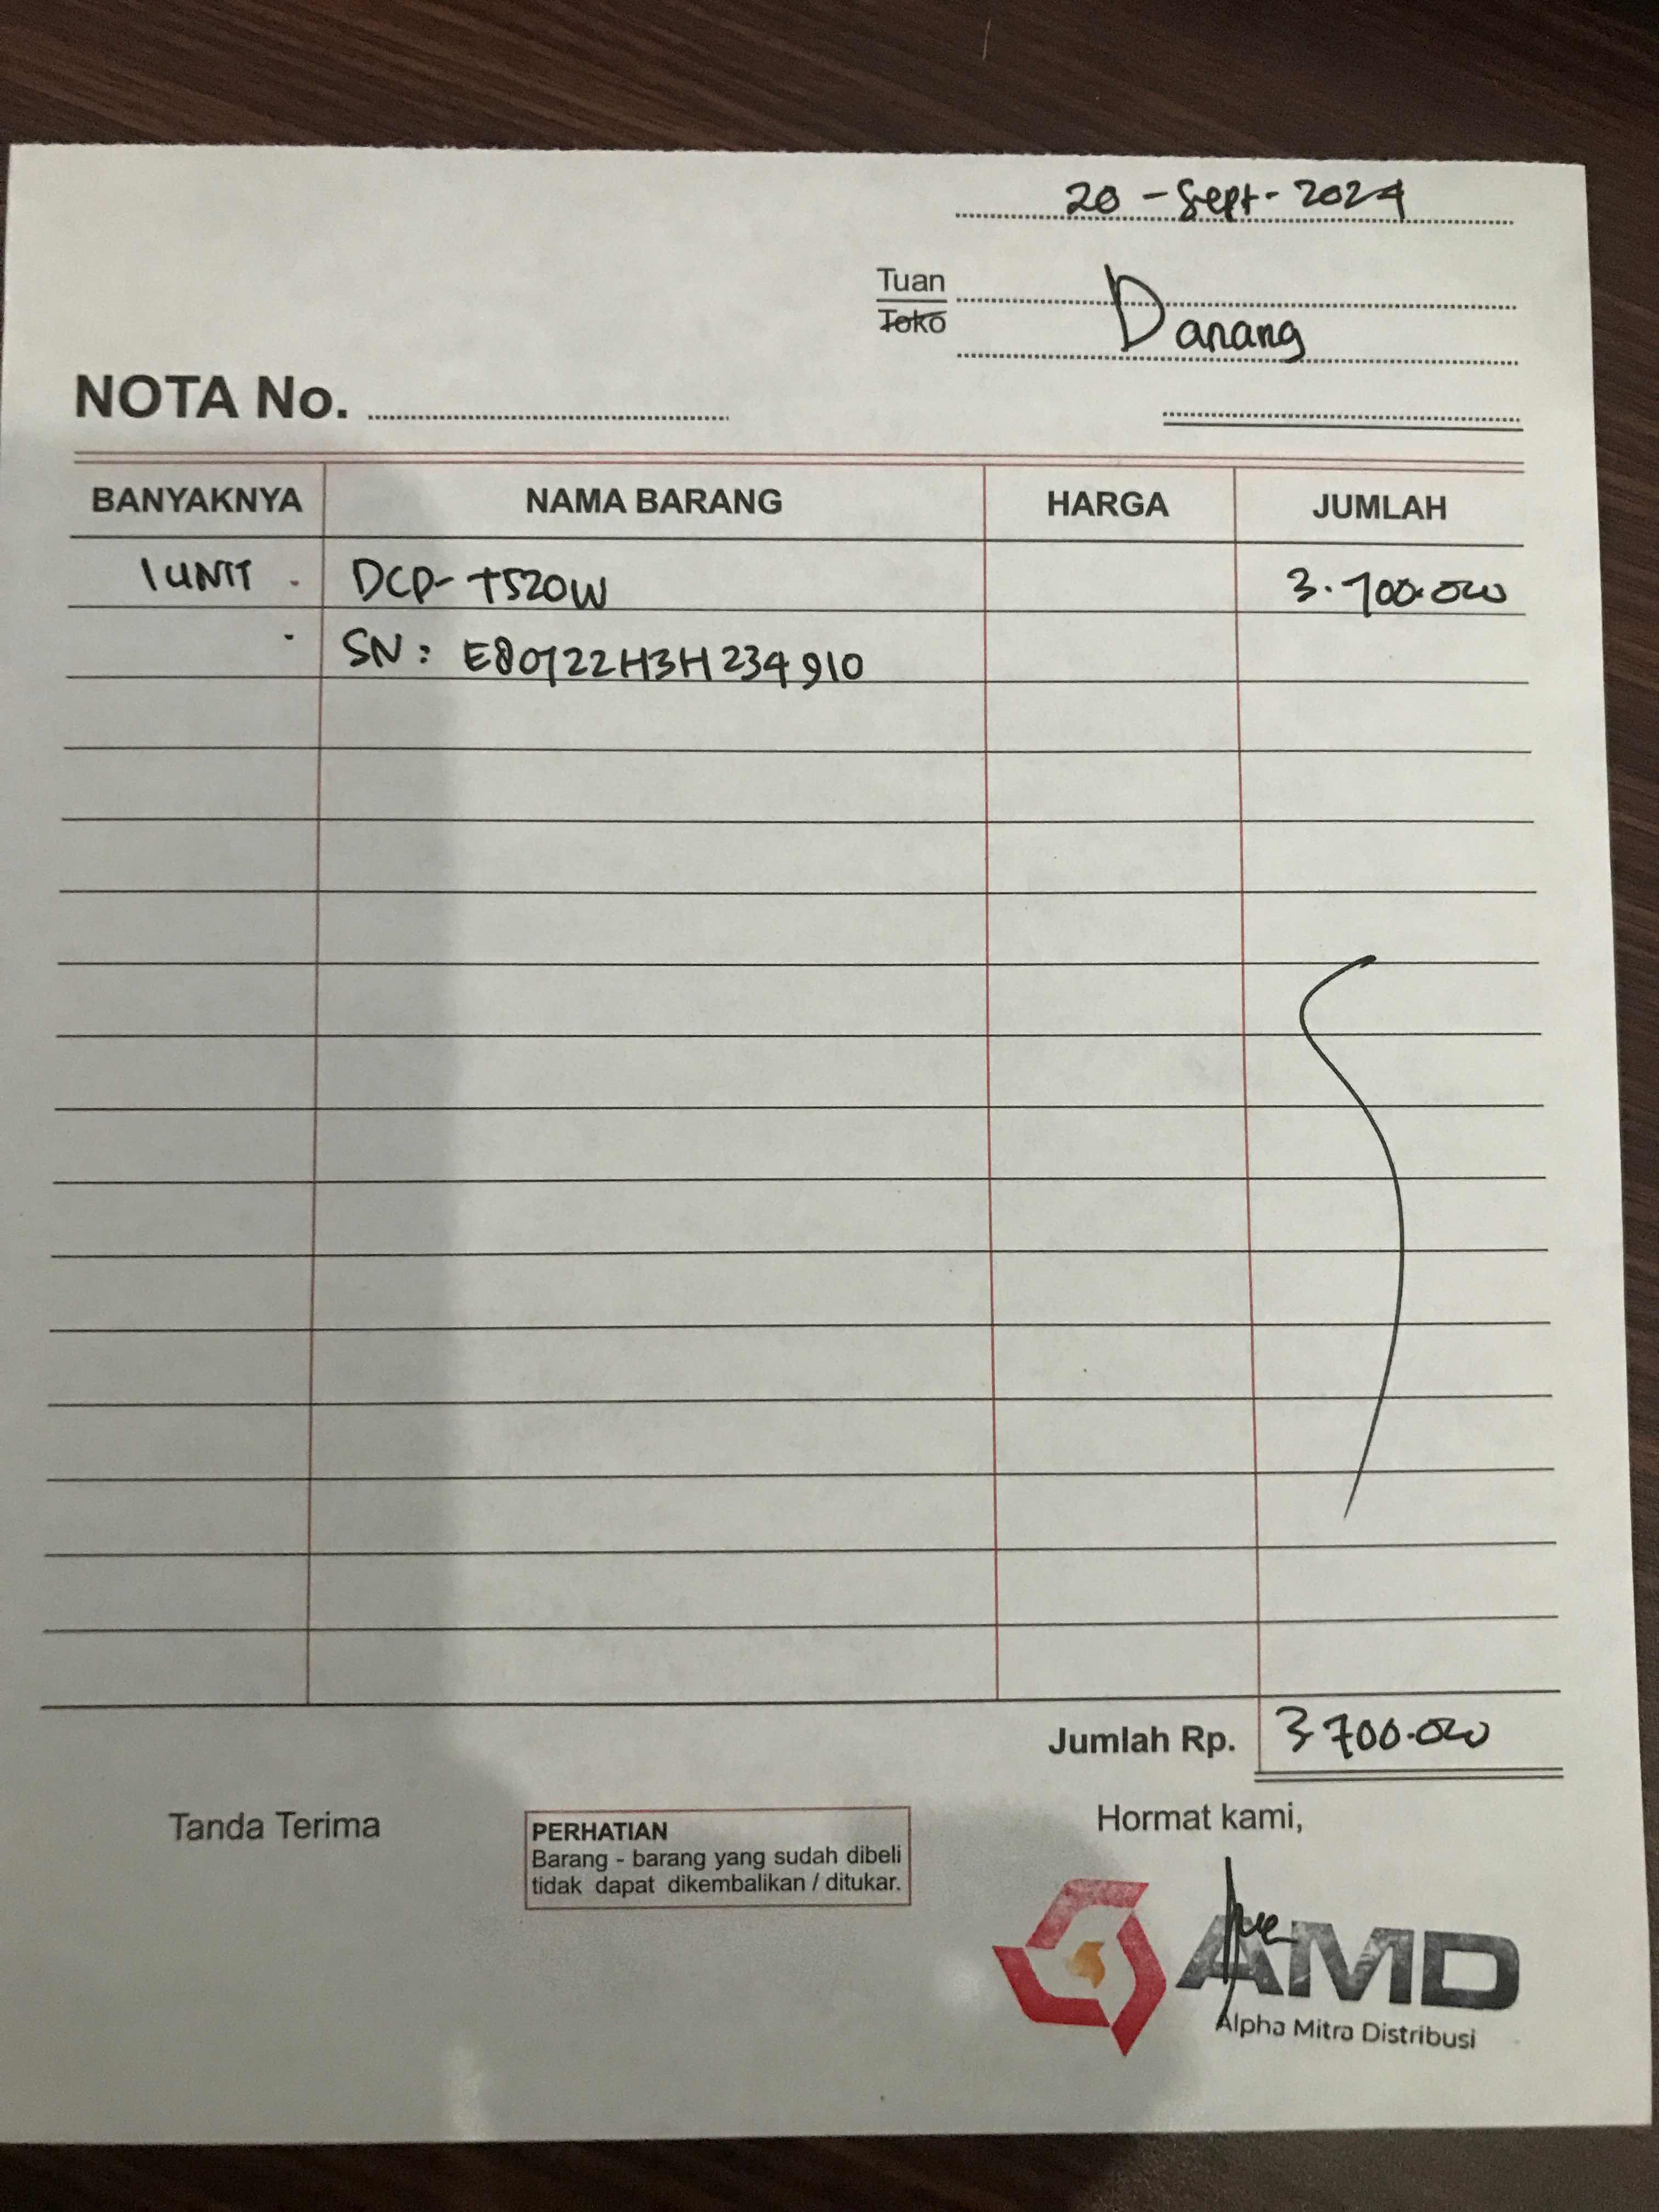 20 - Sept - 2024
Tuan
Toko
Danang
NOTA No.
BANYAKNYA NAMA BARANG HARGA JUMLAH
1 UNIT DCP-T520W 3.700.000
SN: E80722H3H234910
Jumlah Rp. 3.700.000
Tanda Terima
PERHATIAN
Barang - barang yang sudah dibeli
tidak dapat dikembalikan / ditukar.
Hormat kami,
AMD
Alpha Mitra Distribusi